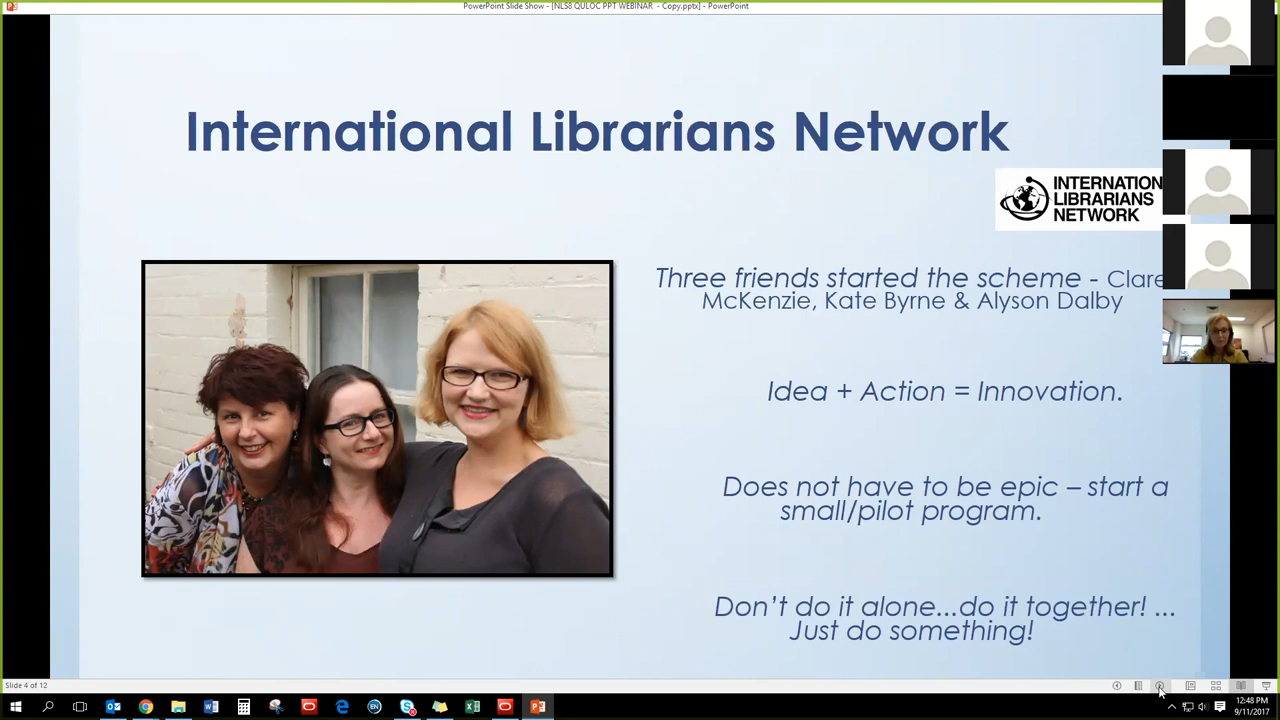 PowerPoint Slide Show - [NLS8 QULOC PPT WEBINAR - Copy.pptx] - PowerPoint
International Librarians Network
INTERNATION
LIBRARIANS
NETWORK
Three friends started the scheme - Clare
McKenzie, Kate Byrne & Alyson Dalby
Idea + Action = Innovation.
Does not have to be epic – start a
small/pilot program.
Don't do it alone...do it together! ...
Just do something!
Slide 4 of 12
12:48 PM
9/11/2017